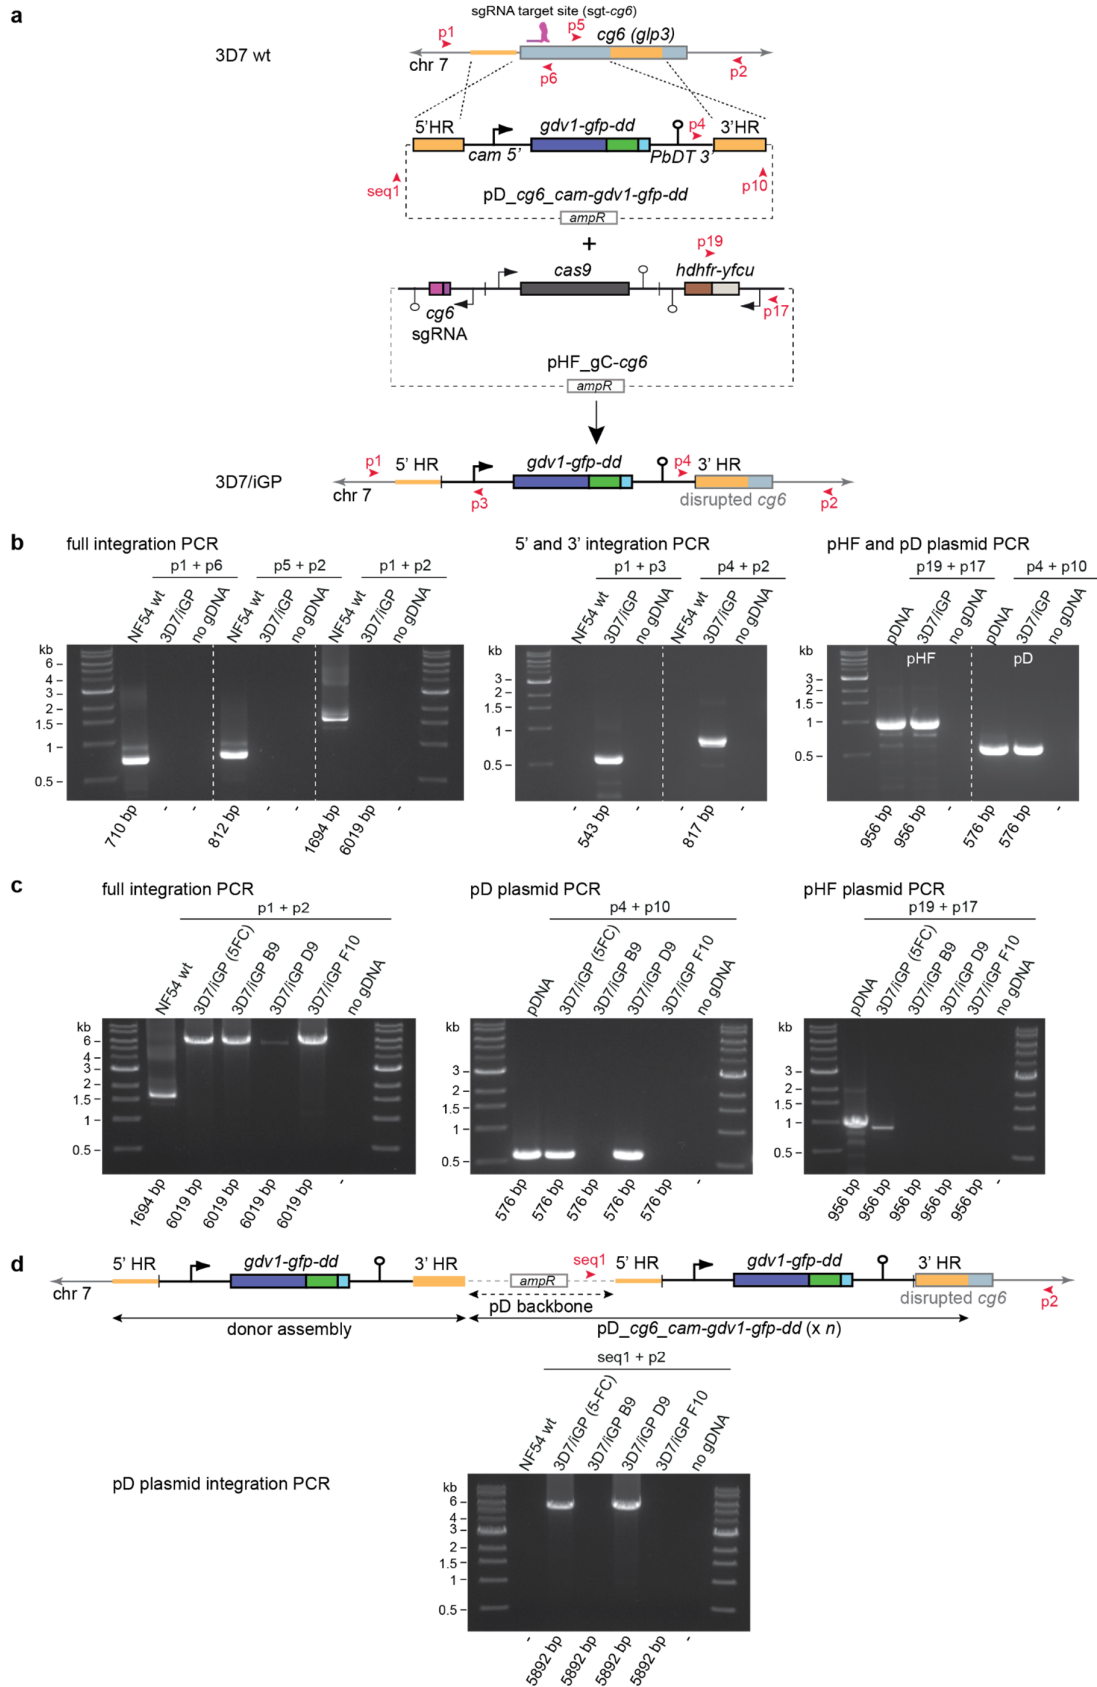 a
sgRNA target site (sgt-cg6)
p1
p5
cg6 (glp3)
3D7 wt
chr 7
p6
p2
5'HR
gdv1-gfp-dd
p4
3'HR
cam 5'
PbDT 3'
seq1
p10
pD_cg6_cam-gdv1-gfp-dd
ampR
+
p19
cas9
hdhfr-yfcu
cg6
sgRNA
p17
pHF_gC-cg6
ampR
p1
5' HR
gdv1-gfp-dd
p4
3' HR
3D7/iGP
chr 7
p3
disrupted cg6
p2
b
full integration PCR
p1 + p6
p5 + p2
p1 + p2
NF54 wt
3D7/iGP
no gDNA
NF54 wt
3D7/iGP
no gDNA
NF54 wt
3D7/iGP
no gDNA
kb
6
4
3
2
1.5
1
0.5
710 bp
-
-
812 bp
-
-
1694 bp
6019 bp
-
5' and 3' integration PCR
p1 + p3
p4 + p2
NF54 wt
3D7/iGP
no gDNA
NF54 wt
3D7/iGP
no gDNA
kb
3
2
1.5
1
0.5
-
543 bp
-
-
817 bp
-
pHF and pD plasmid PCR
p19 + p17
p4 + p10
pDNA
3D7/iGP
no gDNA
pDNA
3D7/iGP
no gDNA
kb
pHF
pD
3
2
1.5
1
0.5
956 bp
956 bp
-
576 bp
576 bp
-
c
full integration PCR
p1 + p2
NF54 wt
3D7/iGP (5FC)
3D7/iGP B9
3D7/iGP D9
3D7/iGP F10
no gDNA
kb
6
4
3
2
1.5
1
0.5
1694 bp
6019 bp
6019 bp
6019 bp
6019 bp
-
pD plasmid PCR
p4 + p10
pDNA
3D7/iGP (5FC)
3D7/iGP B9
3D7/iGP D9
3D7/iGP F10
no gDNA
kb
3
2
1.5
1
0.5
576 bp
576 bp
576 bp
576 bp
576 bp
-
pHF plasmid PCR
p19 + p17
pDNA
3D7/iGP (5FC)
3D7/iGP B9
3D7/iGP D9
3D7/iGP F10
no gDNA
kb
3
2
1.5
1
0.5
956 bp
956 bp
956 bp
956 bp
956 bp
-
d
5' HR
gdv1-gfp-dd
3' HR
seq1
5' HR
gdv1-gfp-dd
3' HR
chr 7
ampR
pD backbone
disrupted cg6
p2
donor assembly
pD_cg6_cam-gdv1-gfp-dd (x n)
seq1 + p2
NF54 wt
3D7/iGP (5-FC)
3D7/iGP B9
3D7/iGP D9
3D7/iGP F10
no gDNA
pD plasmid integration PCR
kb
6
4
3
2
1.5
1
0.5
-
5892 bp
5892 bp
5892 bp
5892 bp
-